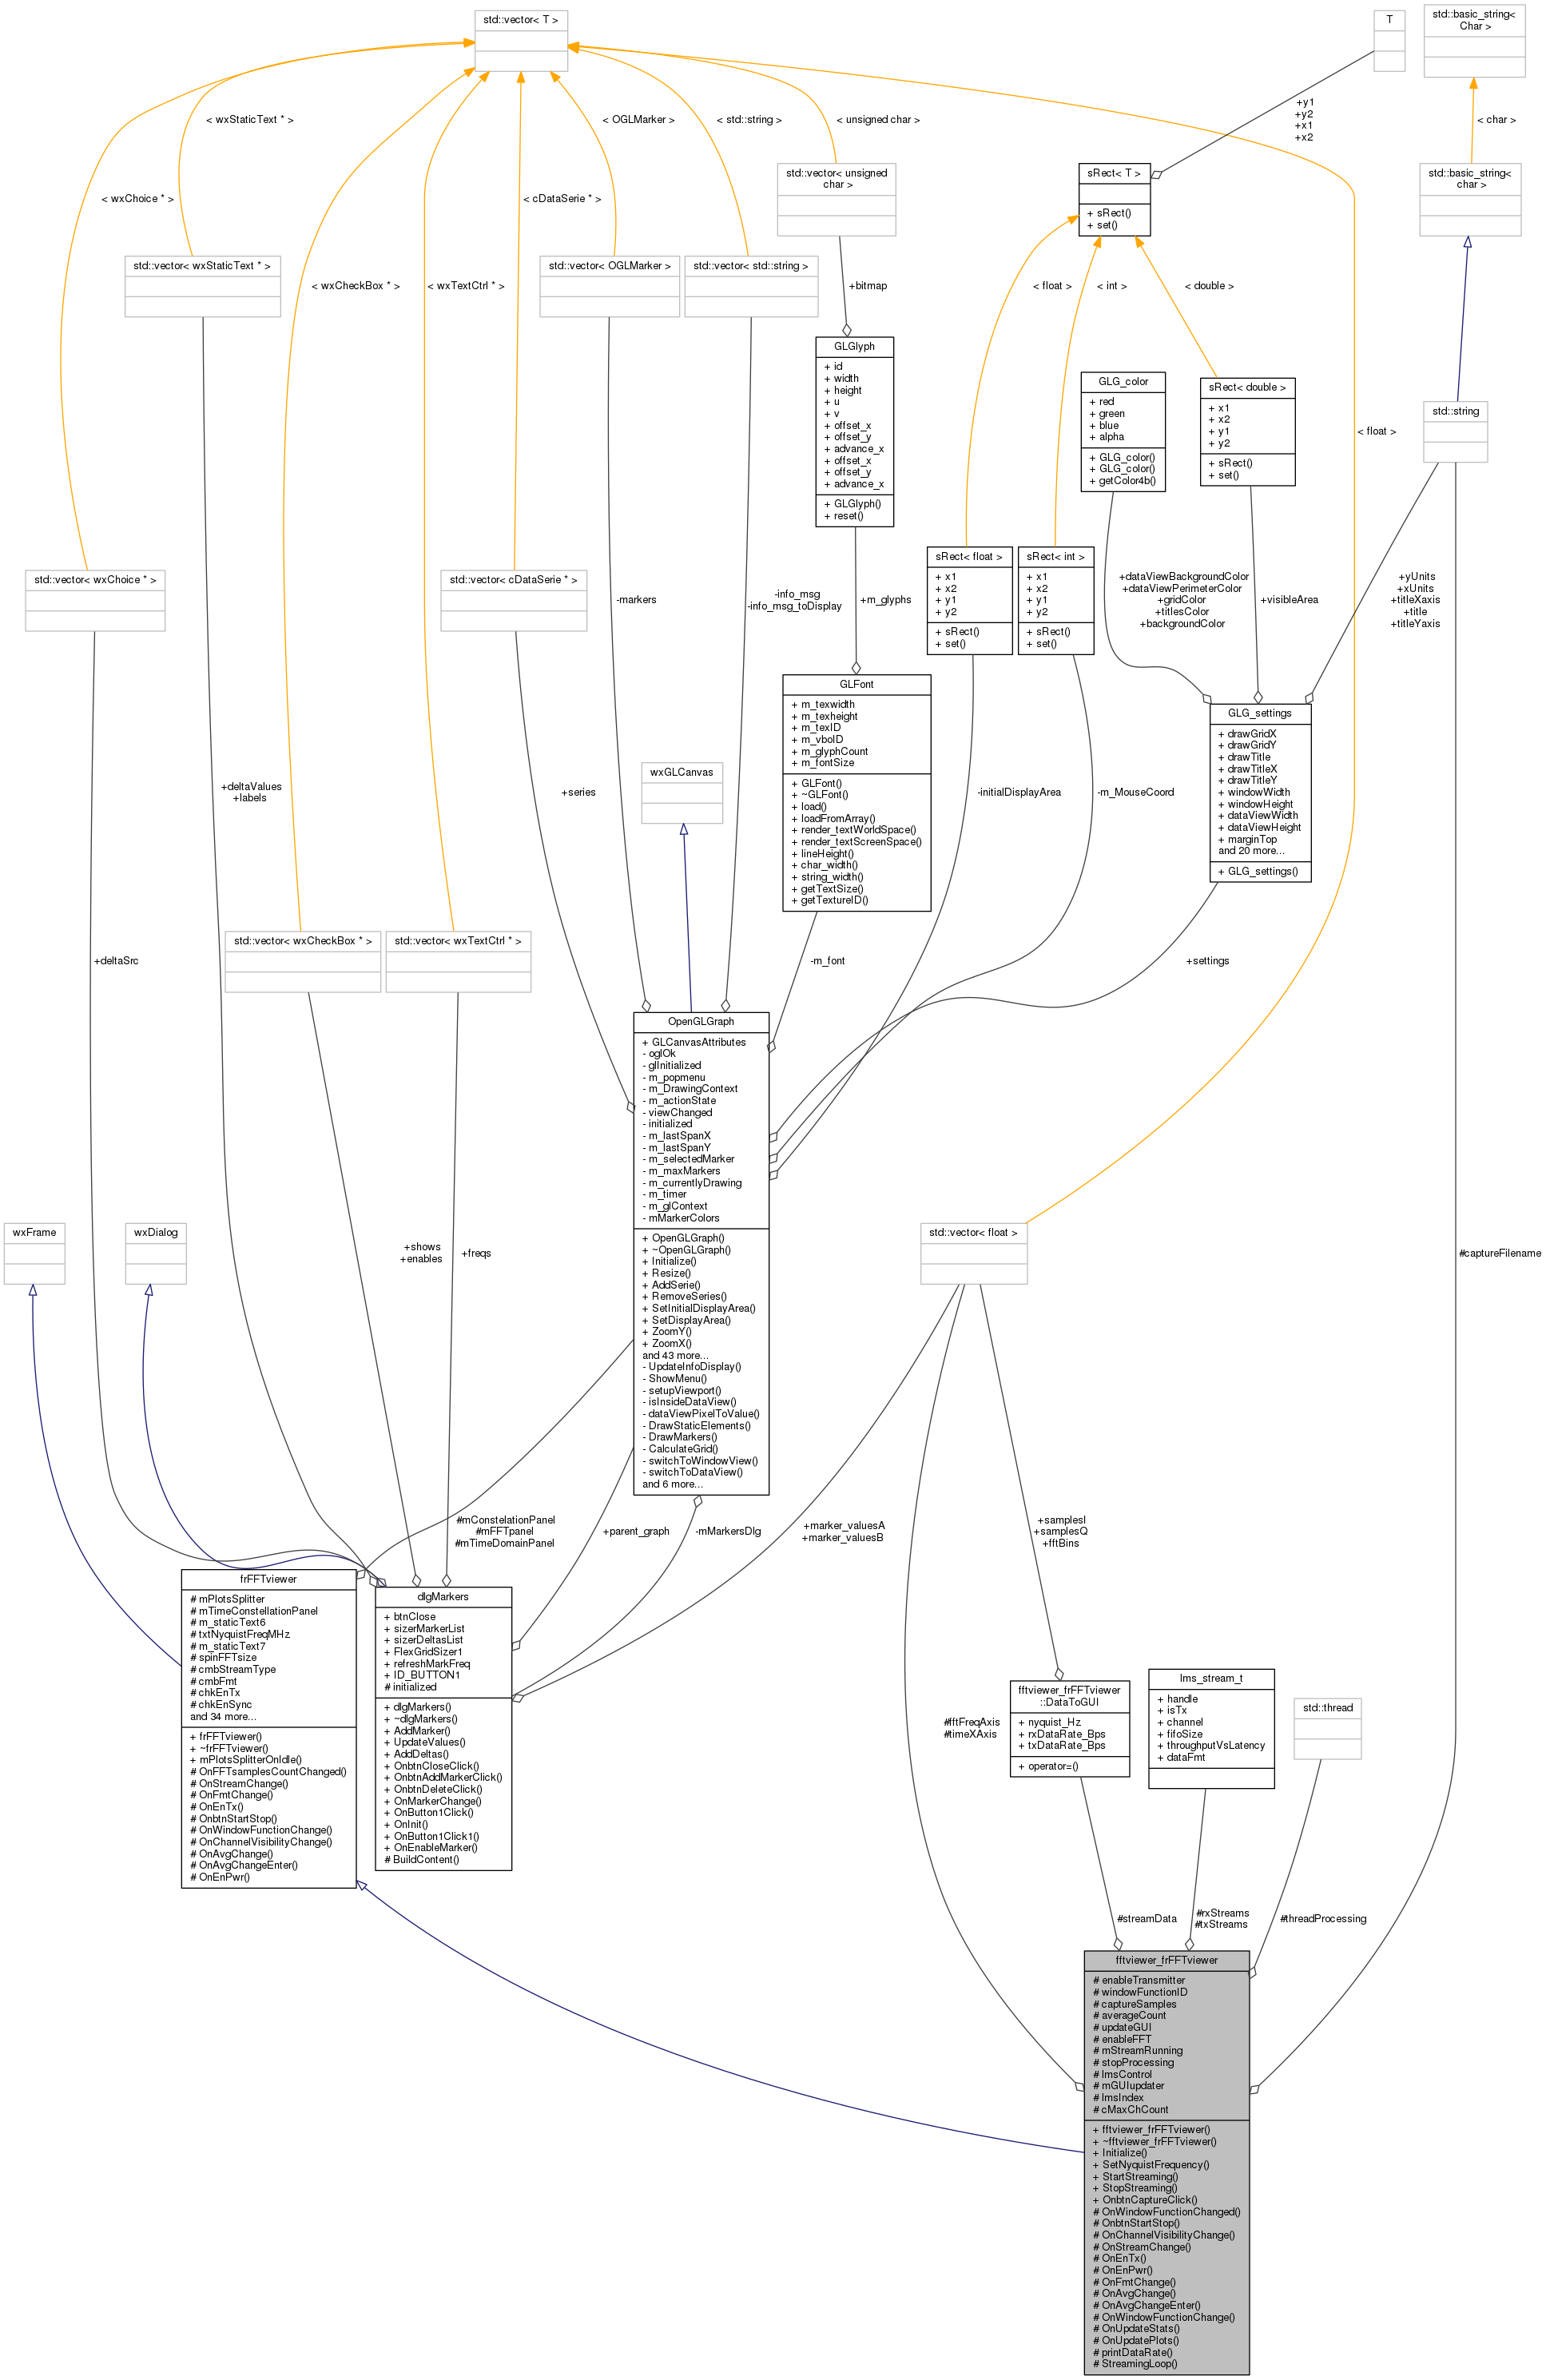 std::vector< T >
T
std::basic_string<
Char >
< wxStaticText * >
< OGLMarker >
< std::string >
< unsigned char >
+y1
+y2
+x1
+x2
< char >
< wxChoice * >
< cDataSerie * >
std::vector< unsigned
char >
sRect< T >
+ sRect()
+ set()
std::basic_string<
char >
std::vector< wxStaticText * >
< wxCheckBox * >
< wxTextCtrl * >
std::vector< OGLMarker >
std::vector< std::string >
+bitmap
< float >
< int >
< double >
GLGlyph
+ id
+ width
+ height
+ u
+ v
+ offset_x
+ offset_y
+ advance_x
+ offset_x
+ offset_y
+ advance_x
+ GLGlyph()
+ reset()
GLG_color
+ red
+ green
+ blue
+ alpha
+ GLG_color()
+ GLG_color()
+ getColor4b()
sRect< double >
+ x1
+ x2
+ y1
+ y2
+ sRect()
+ set()
< float >
std::string
std::vector< wxChoice * >
std::vector< cDataSerie * >
-markers
-info_msg
-info_msg_toDisplay
+m_glyphs
sRect< float >
+ x1
+ x2
+ y1
+ y2
+ sRect()
+ set()
sRect< int >
+ x1
+ x2
+ y1
+ y2
+ sRect()
+ set()
+dataViewBackgroundColor
+dataViewPerimeterColor
+gridColor
+titlesColor
+backgroundColor
+visibleArea
+yUnits
+xUnits
+titleXaxis
+title
+titleYaxis
+deltaValues
+labels
+series
wxGLCanvas
GLFont
+ m_texwidth
+ m_texheight
+ m_texID
+ m_vboID
+ m_glyphCount
+ m_fontSize
+ GLFont()
+ ~GLFont()
+ load()
+ loadFromArray()
+ render_textWorldSpace()
+ render_textScreenSpace()
+ lineHeight()
+ char_width()
+ string_width()
+ getTextSize()
+ getTextureID()
-initialDisplayArea
-m_MouseCoord
GLG_settings
+ drawGridX
+ drawGridY
+ drawTitle
+ drawTitleX
+ drawTitleY
+ windowWidth
+ windowHeight
+ dataViewWidth
+ dataViewHeight
+ marginTop
and 20 more...
+ GLG_settings()
+deltaSrc
std::vector< wxCheckBox * >
std::vector< wxTextCtrl * >
-m_font
+settings
OpenGLGraph
+ GLCanvasAttributes
- oglOk
- glInitialized
- m_popmenu
- m_DrawingContext
- m_actionState
- viewChanged
- initialized
- m_lastSpanX
- m_lastSpanY
- m_selectedMarker
- m_maxMarkers
- m_currentlyDrawing
- m_timer
- m_glContext
- mMarkerColors
+ OpenGLGraph()
+ ~OpenGLGraph()
+ Initialize()
+ Resize()
+ AddSerie()
+ RemoveSeries()
+ SetInitialDisplayArea()
+ SetDisplayArea()
+ ZoomY()
+ ZoomX()
and 43 more...
- UpdateInfoDisplay()
- ShowMenu()
- setupViewport()
- isInsideDataView()
- dataViewPixelToValue()
- DrawStaticElements()
- DrawMarkers()
- CalculateGrid()
- switchToWindowView()
- switchToDataView()
and 6 more...
wxFrame
wxDialog
+shows
+enables
+freqs
std::vector< float >
#captureFilename
#mConstelationPanel
#mFFTpanel
#mTimeDomainPanel
+parent_graph
-mMarkersDlg
+marker_valuesA
+marker_valuesB
+samplesI
+samplesQ
+fftBins
frFFTviewer
# mPlotsSplitter
# mTimeConstellationPanel
# m_staticText6
# txtNyquistFreqMHz
# m_staticText7
# spinFFTsize
# cmbStreamType
# cmbFmt
# chkEnTx
# chkEnSync
and 34 more...
+ frFFTviewer()
+ ~frFFTviewer()
+ mPlotsSplitterOnIdle()
# OnFFTsamplesCountChanged()
# OnStreamChange()
# OnFmtChange()
# OnEnTx()
# OnbtnStartStop()
# OnWindowFunctionChange()
# OnChannelVisibilityChange()
# OnAvgChange()
# OnAvgChangeEnter()
# OnEnPwr()
dlgMarkers
+ btnClose
+ sizerMarkerList
+ sizerDeltasList
+ FlexGridSizer1
+ refreshMarkFreq
+ ID_BUTTON1
# initialized
+ dlgMarkers()
+ ~dlgMarkers()
+ AddMarker()
+ UpdateValues()
+ AddDeltas()
+ OnbtnCloseClick()
+ OnbtnAddMarkerClick()
+ OnbtnDeleteClick()
+ OnMarkerChange()
+ OnButton1Click()
+ OnInit()
+ OnButton1Click1()
+ OnEnableMarker()
# BuildContent()
#fftFreqAxis
#timeXAxis
fftviewer_frFFTviewer
::DataToGUI
+ nyquist_Hz
+ rxDataRate_Bps
+ txDataRate_Bps
+ operator=()
lms_stream_t
+ handle
+ isTx
+ channel
+ fifoSize
+ throughputVsLatency
+ dataFmt
std::thread
#streamData
#rxStreams
#txStreams
#threadProcessing
fftviewer_frFFTviewer
# enableTransmitter
# windowFunctionID
# captureSamples
# averageCount
# updateGUI
# enableFFT
# mStreamRunning
# stopProcessing
# lmsControl
# mGUIupdater
# lmsIndex
# cMaxChCount
+ fftviewer_frFFTviewer()
+ ~fftviewer_frFFTviewer()
+ Initialize()
+ SetNyquistFrequency()
+ StartStreaming()
+ StopStreaming()
+ OnbtnCaptureClick()
# OnWindowFunctionChanged()
# OnbtnStartStop()
# OnChannelVisibilityChange()
# OnStreamChange()
# OnEnTx()
# OnEnPwr()
# OnFmtChange()
# OnAvgChange()
# OnAvgChangeEnter()
# OnWindowFunctionChange()
# OnUpdateStats()
# OnUpdatePlots()
# printDataRate()
# StreamingLoop()